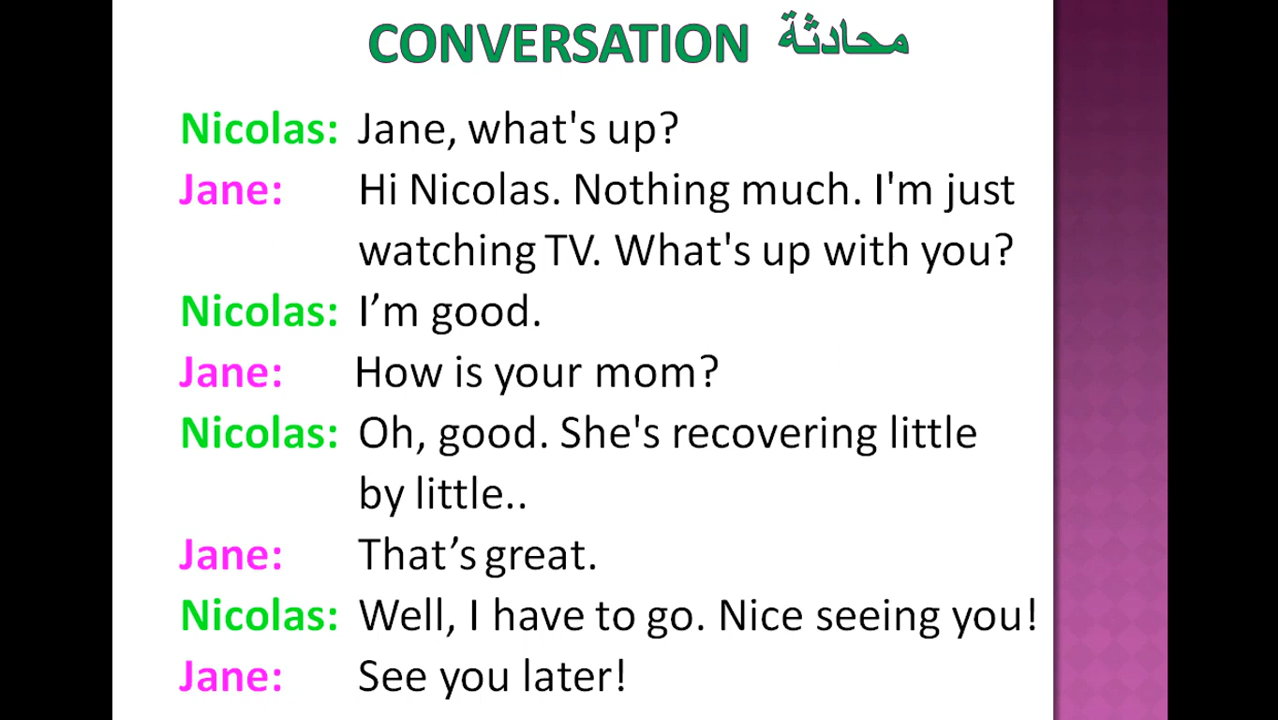 CONVERSATION محادثة
Nicolas: Jane, what's up?
Jane: Hi Nicolas. Nothing much. I'm just
watching TV. What's up with you?
Nicolas: I’m good.
Jane: How is your mom?
Nicolas: Oh, good. She's recovering little
by little..
Jane: That’s great.
Nicolas: Well, I have to go. Nice seeing you!
Jane: See you later!